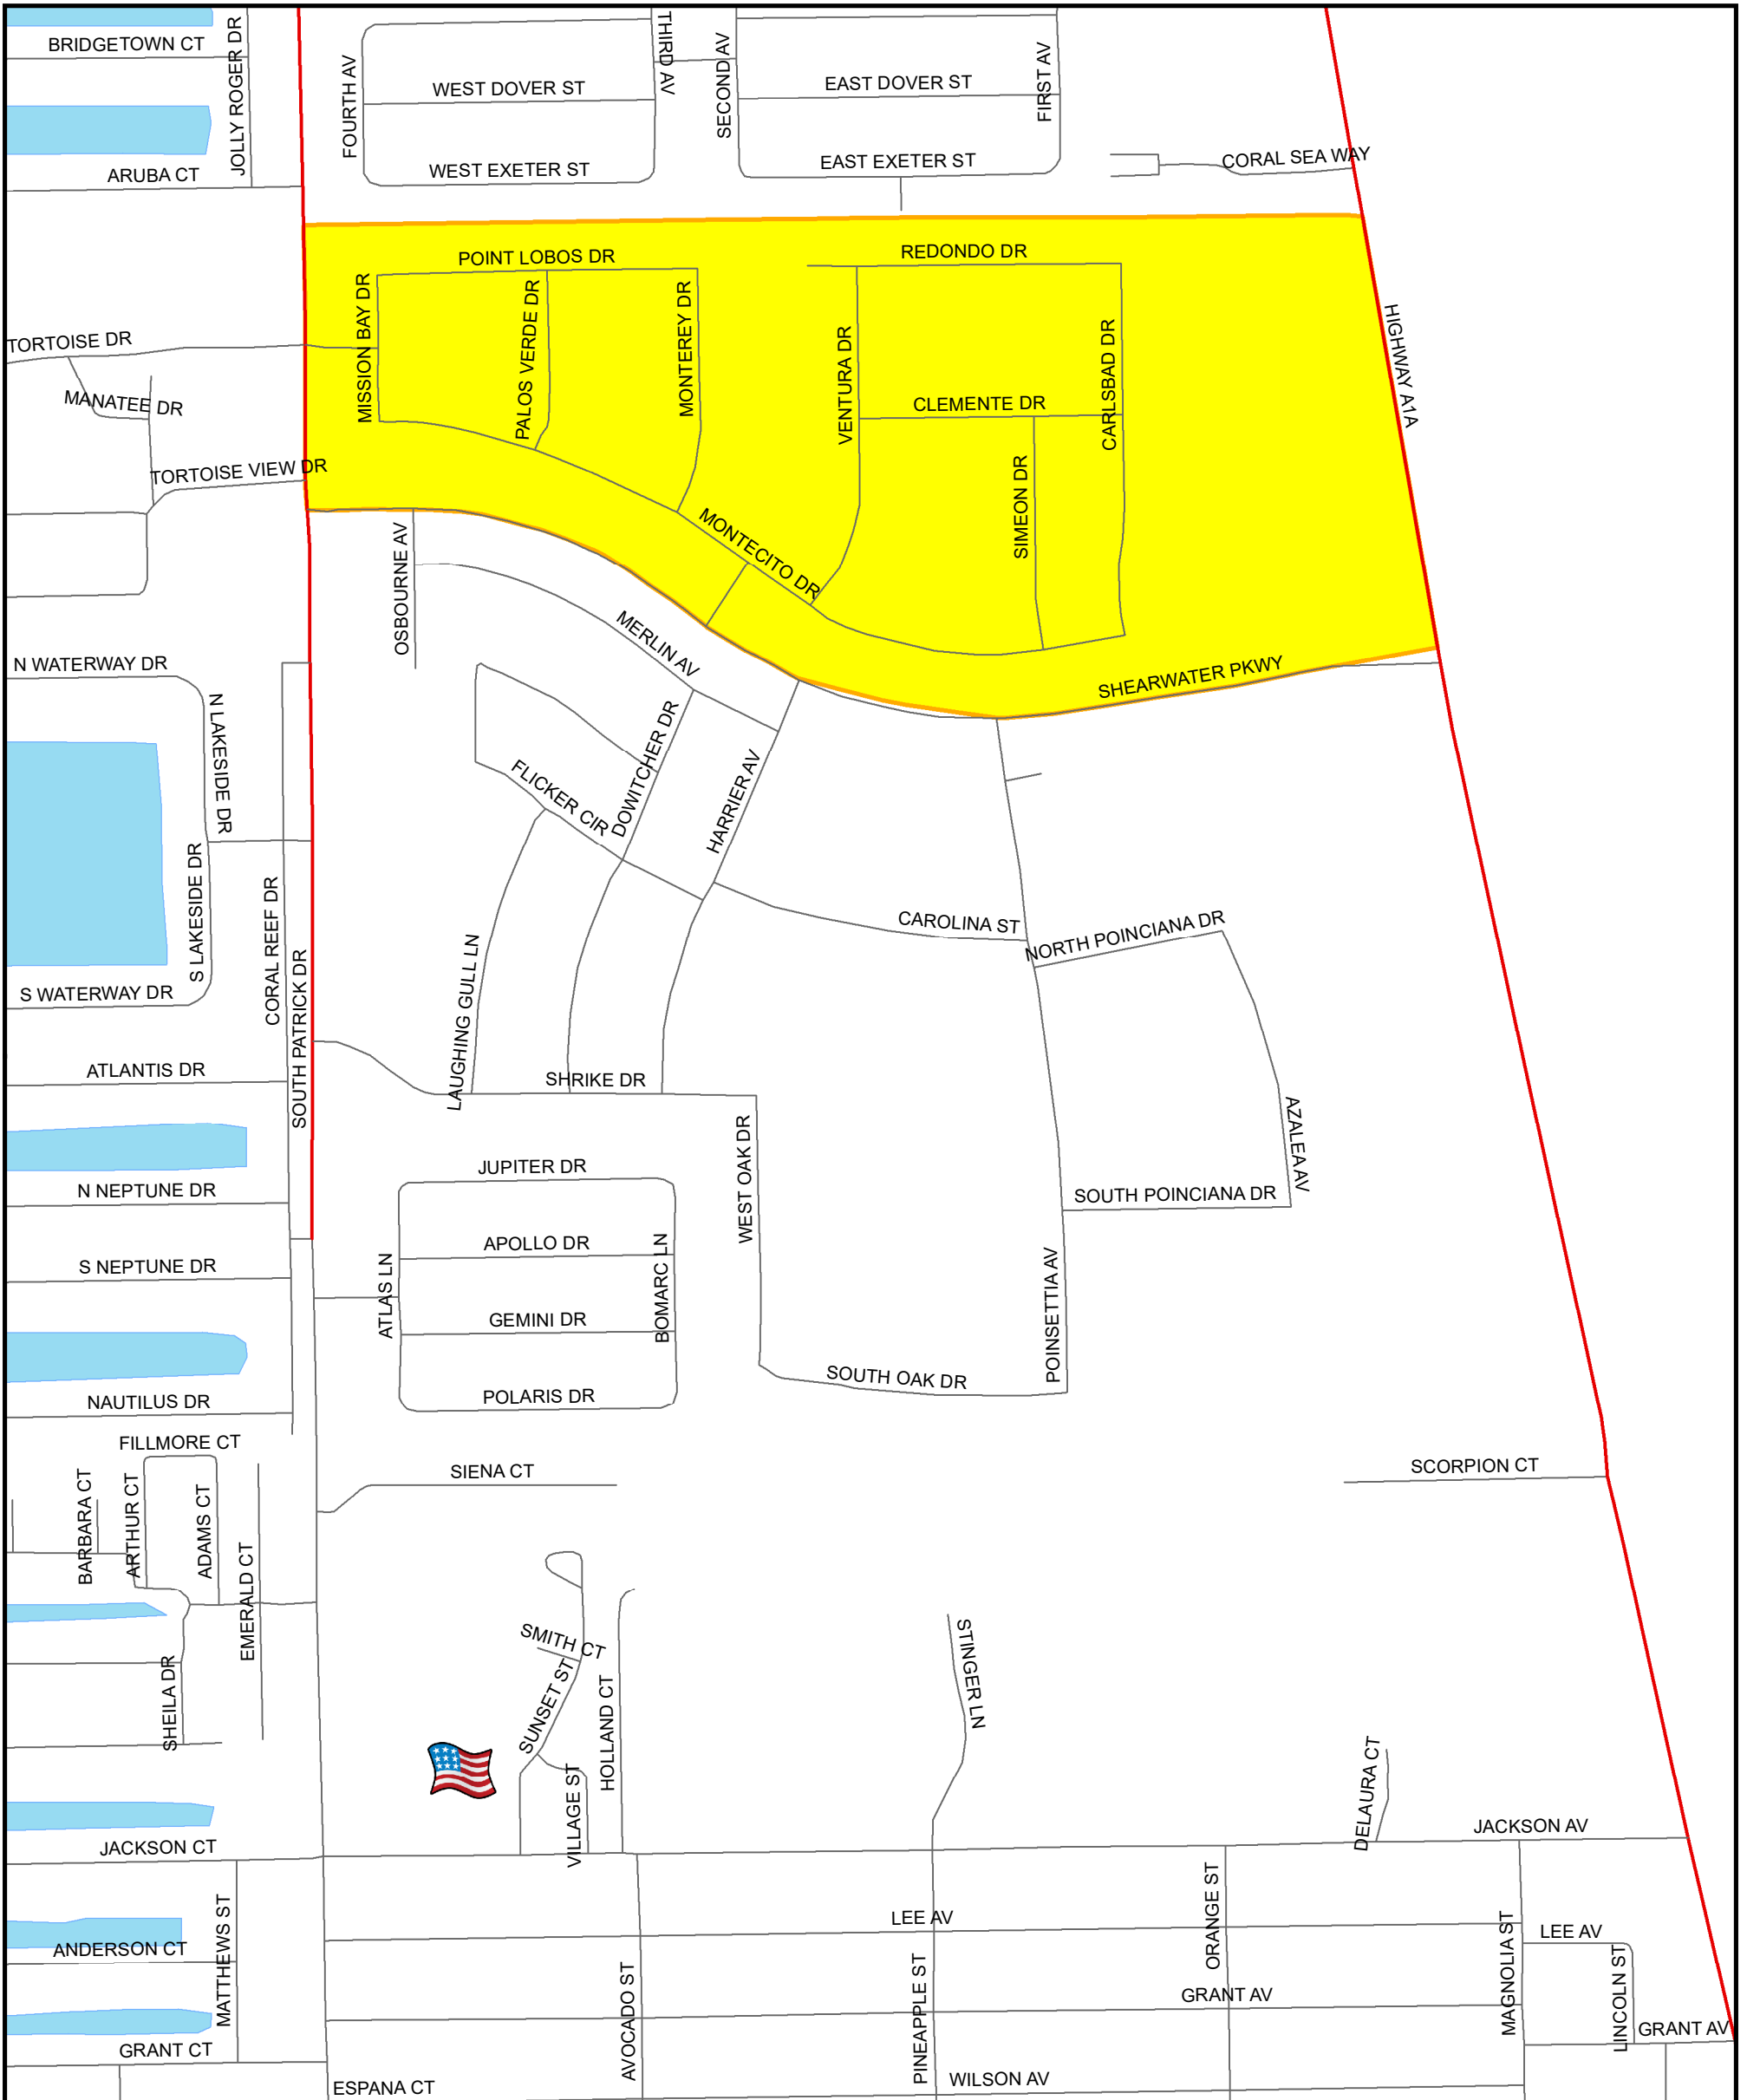 BRIDGETOWN CT
JOLLY ROGER DR
ARUBA CT
FOURTH AV
WEST DOVER ST
WEST EXETER ST
THIRD AV
SECOND AV
EAST DOVER ST
EAST EXETER ST
FIRST AV
CORAL SEA WAY
POINT LOBOS DR
REDONDO DR
MISSION BAY DR
PALOS VERDE DR
MONTEREY DR
VENTURA DR
CLEMENTE DR
CARLSBAD DR
SIMEON DR
HIGHWAY A1A
TORTOISE DR
MANATEE DR
TORTOISE VIEW DR
MONTECITO DR
OSBOURNE AV
MERLIN AV
SHEARWATER PKWY
N WATERWAY DR
N LAKESIDE DR
DOWITCHER DR
FLICKER CIR
HARRIER AV
S LAKESIDE DR
CORAL REEF DR
CAROLINA ST
NORTH POINCIANA DR
S WATERWAY DR
SOUTH PATRICK DR
LAUGHING GULL LN
ATLANTIS DR
SHRIKE DR
AZALEA AV
WEST OAK DR
JUPITER DR
N NEPTUNE DR
SOUTH POINCIANA DR
APOLLO DR
S NEPTUNE DR
ATLAS LN
BOMARC LN
GEMINI DR
POINSETTIA AV
SOUTH OAK DR
NAUTILUS DR
POLARIS DR
FILLMORE CT
SIENA CT
SCORPION CT
BARBARA CT
ARTHUR CT
ADAMS CT
EMERALD CT
SMITH CT
SHEILA DR
SUNSET ST
HOLLAND CT
STINGER LN
VILLAGE ST
DELAURA CT
JACKSON CT
JACKSON AV
MATTHEWS ST
LEE AV
ORANGE ST
LEE AV
ANDERSON CT
AVOCADO ST
PINEAPPLE ST
MAGNOLIA ST
LINCOLN ST
GRANT AV
GRANT AV
GRANT CT
ESPANA CT
WILSON AV